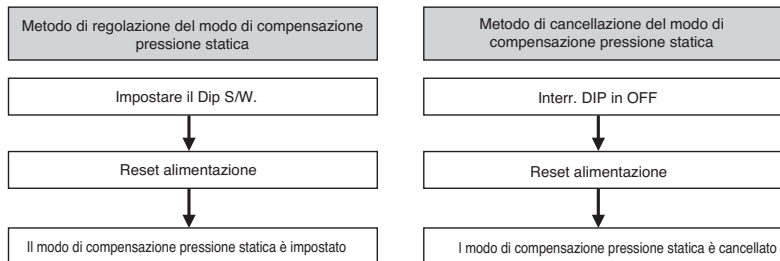 Metodo di regolazione del modo di compensazione
pressione statica
Impostare il Dip S/W.
Reset alimentazione
Il modo di compensazione pressione statica è impostato
Metodo di cancellazione del modo di
compensazione pressione statica
Interr. DIP in OFF
Reset alimentazione
l modo di compensazione pressione statica è cancellato